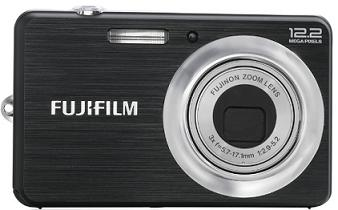 12.2
MEGA PIXELS
FUJIFILM
FUJINON ZOOM LENS
3x f=5.7-17.1mm 1:2.9-5.2